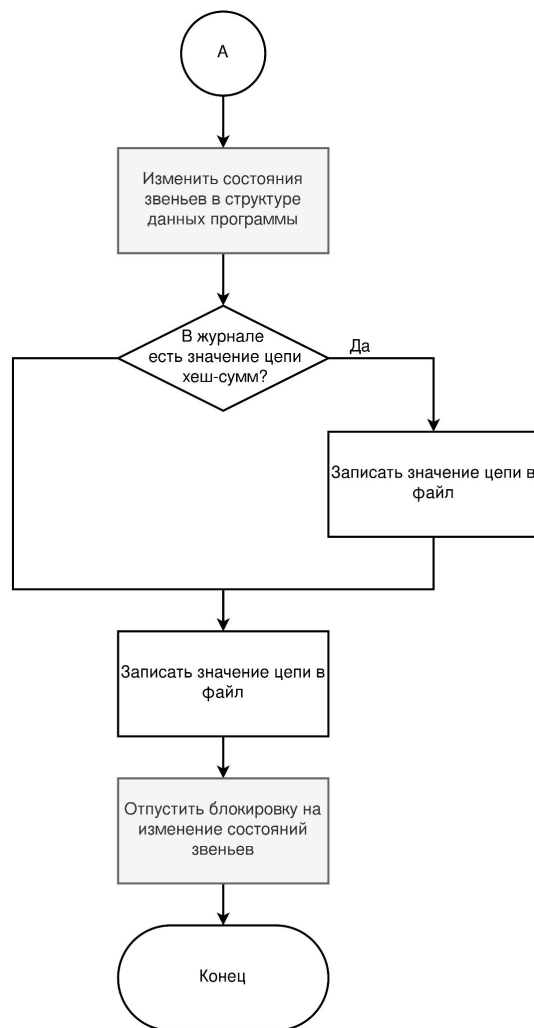 А
Изменить состояния
звеньев в структуре
данных программы
В журнале
есть значение цепи
хеш-сумм?
Да
Записать значение цепи в
файл
Записать значение цепи в
файл
Отпустить блокировку на
изменение состояний
звеньев
Конец